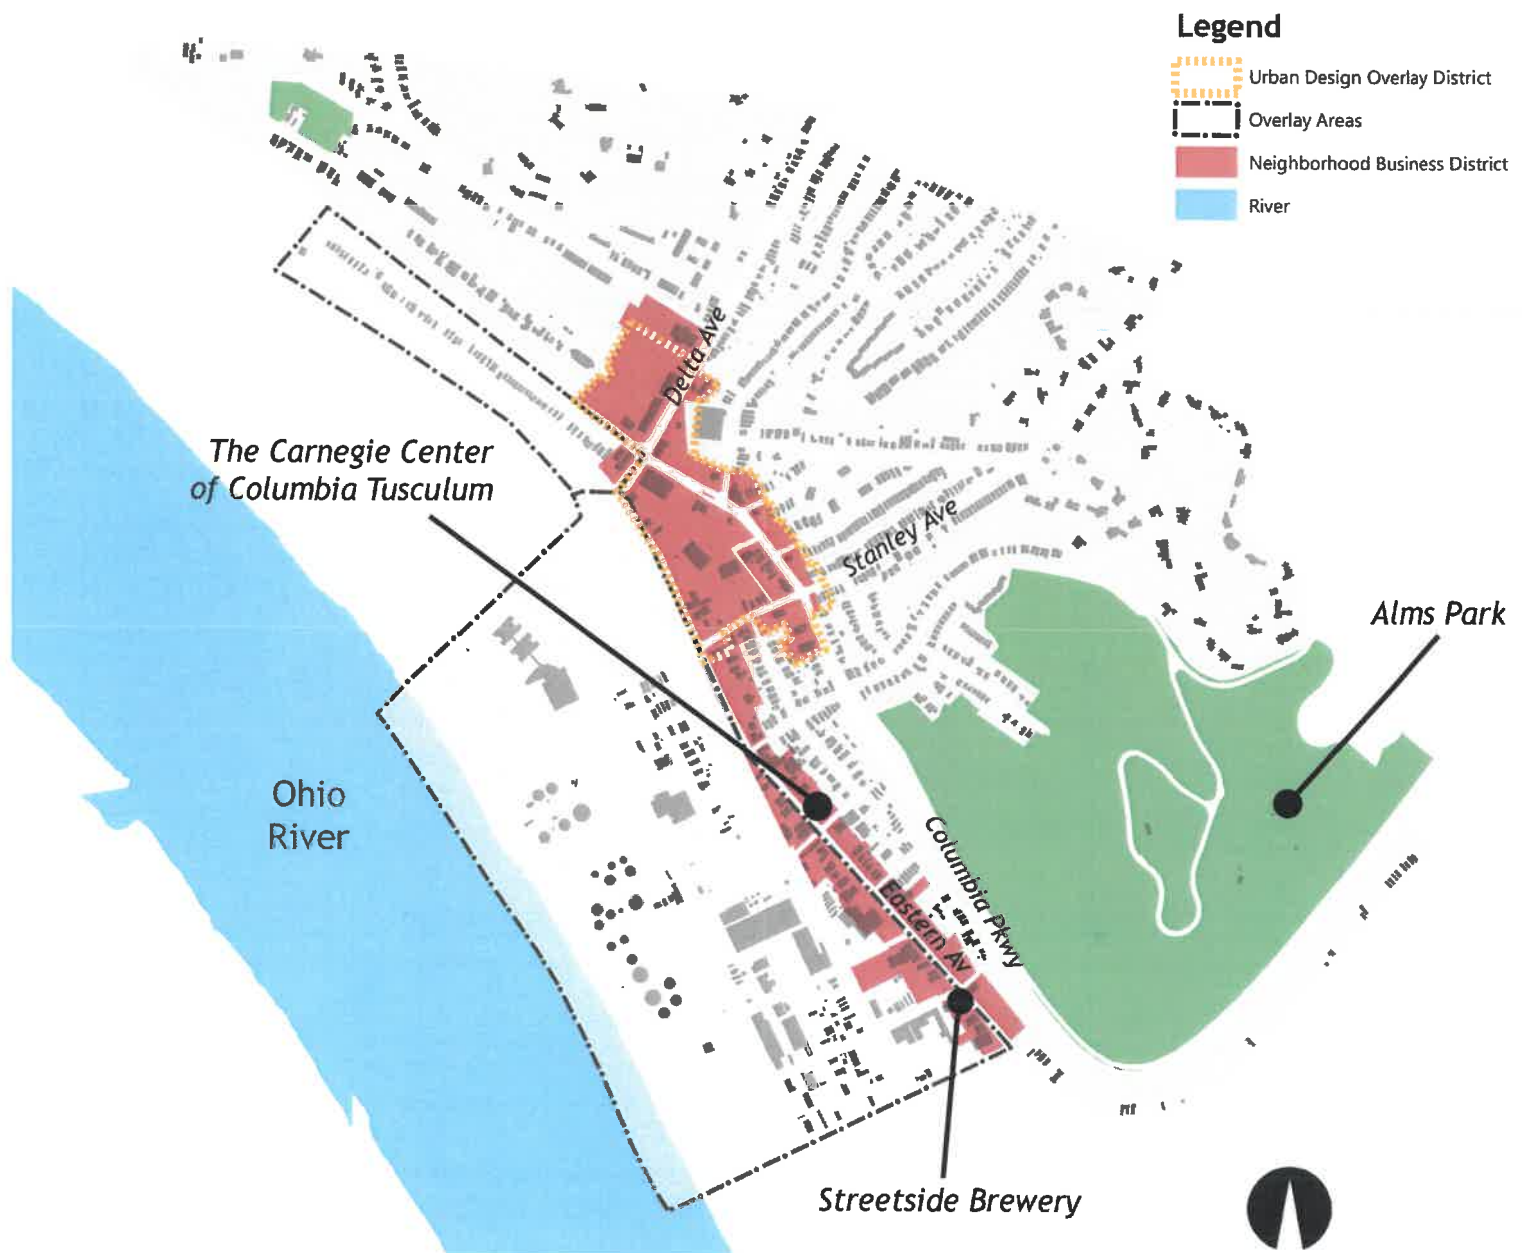 Legend
Urban Design Overlay District
Overlay Areas
Neighborhood Business District
River
Delta Ave
The Carnegie Center
of Columbia Tusculum
Stanley Ave
Alms Park
Ohio
River
Columbia Pkwy
Eastern AV
Streetside Brewery